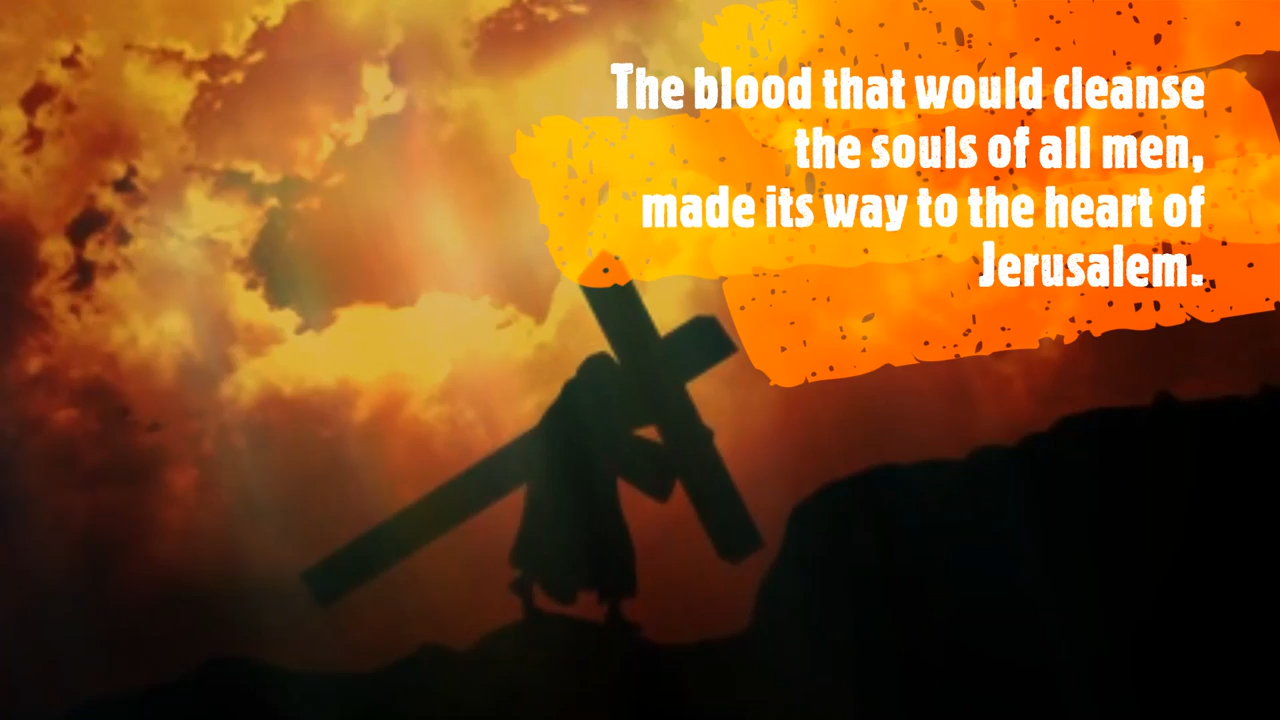 The blood that would cleanse
the souls of all men,
made its way to the heart of
Jerusalem.